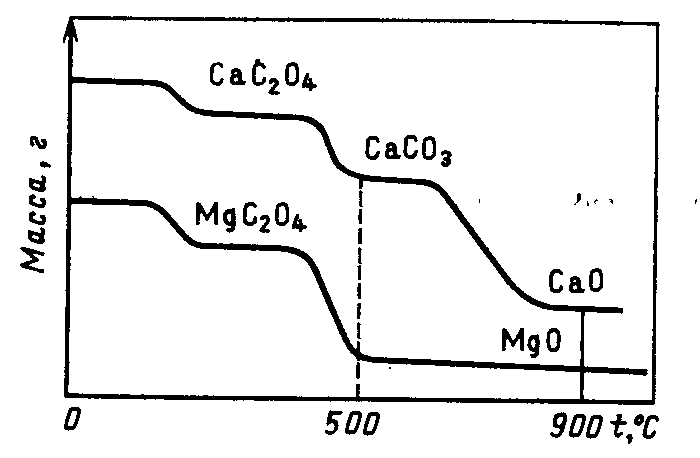 CaC₂O₄
CaCO₃
MgC₂O₄
CaO
MgO
Масса, г
0
500
900 t,°C